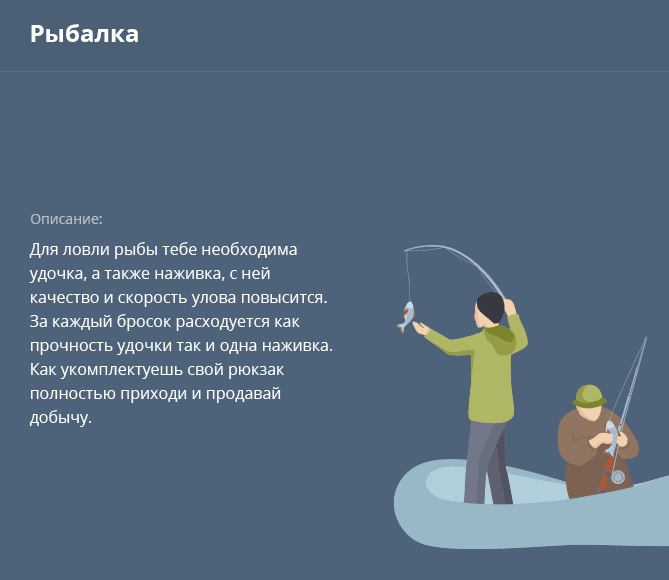 Рыбалка
Описание:
Для ловли рыбы тебе необходима
удочка, а также наживка, с ней
качество и скорость улова повысится.
За каждый бросок расходуется как
прочность удочки так и одна наживка.
Как укомплектуешь свой рюкзак
полностью приходи и продавай
добычу.